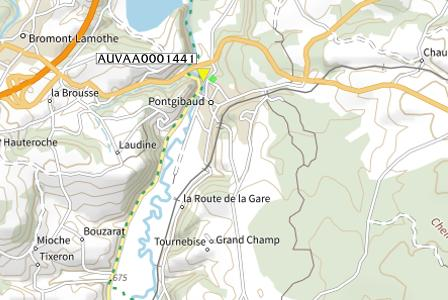 Bromont-Lamothe
AUVAA0001441
Chau
la Brousse
Pontgibaud
Hauteroche
Laudine
la Route de la Gare
Mioche
Bouzarat
Tournebise
Grand Champ
Tixeron
675